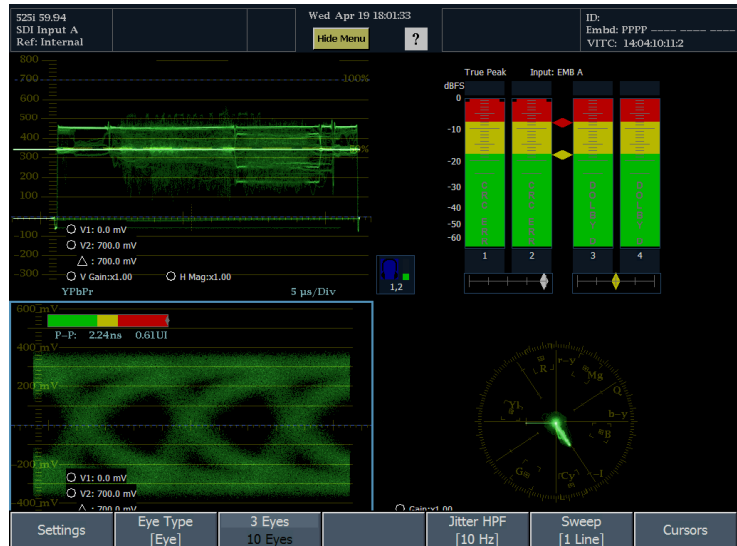 525i 59.94
SDI Input A
Ref: Internal
Wed Apr 19 18:01:33
Hide Menu
?
ID:
Embd: PPPP ---- ---- ----
VITC: 14:04:10:11:2
800
700
100%
600
500
400
300
50%
200
100
-100
-200
-300
V1: 0.0 mV
V2: 700.0 mV
△ : 700.0 mV
V Gain:x1.00
H Mag:x1.00
YPbPr
5 µs/Div
True Peak
Input: EMB A
dBFS
0
-10
-20
-30
-40
-50
-60
1
2
3
4
1,2
600 mV
P-P: 2.24ns 0.61UI
400 mV
200 mV
-200 mV
-400 mV
V1: 0.0 mV
V2: 700.0 mV
△ : 700.0 mV
R
r-y
Mg
Q
Yl
b-y
B
G
Cy
-I
Gain:x1.00
Settings
Eye Type
[Eye]
3 Eyes
10 Eyes
Jitter HPF
[10 Hz]
Sweep
[1 Line]
Cursors